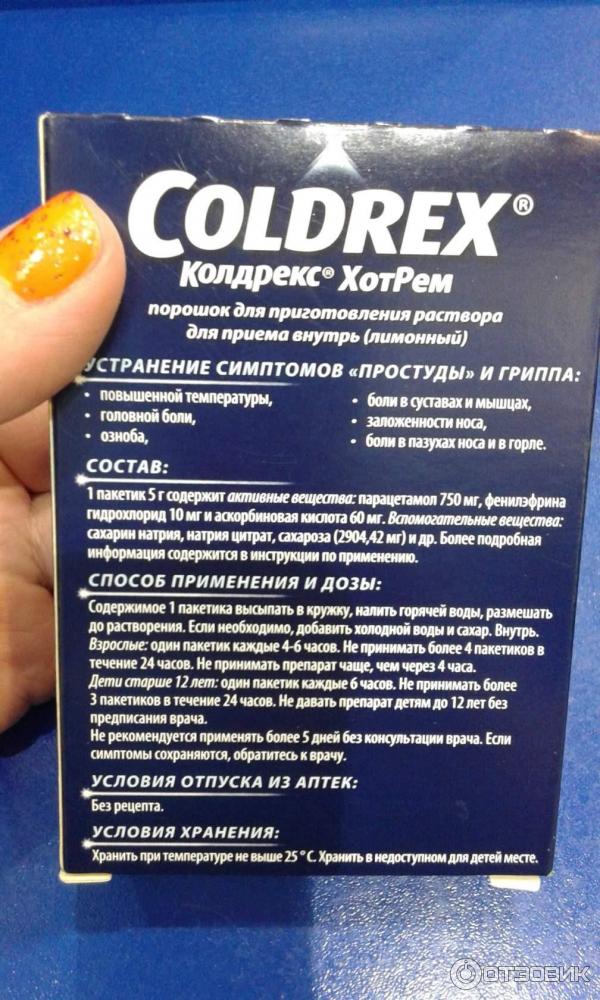 COLDREX®
Колдрекс® ХотРем
порошок для приготовления раствора
для приема внутрь (лимонный)
УСТРАНЕНИЕ СИМПТОМОВ «ПРОСТУДЫ» И ГРИППА:
• повышенной температуры,
• головной боли,
• озноба,
• боли в суставах и мышцах,
• заложенности носа,
• боли в пазухах носа и в горле.
СОСТАВ:
1 пакетик 5 г содержит активные вещества: парацетамол 750 мг, фенилэфрина
гидрохлорид 10 мг и аскорбиновая кислота 60 мг. Вспомогательные вещества:
сахарин натрия, натрия цитрат, сахароза (2904,42 мг) и др. Более подробная
информация содержится в инструкции по применению.
СПОСОБ ПРИМЕНЕНИЯ И ДОЗЫ:
Содержимое 1 пакетика высыпать в кружку, налить горячей воды, размешать
до растворения. Если необходимо, добавить холодной воды и сахар. Внутрь.
Взрослые: один пакетик каждые 4-6 часов. Не принимать более 4 пакетиков в
течение 24 часов. Не принимать препарат чаще, чем через 4 часа.
Дети старше 12 лет: один пакетик каждые 6 часов. Не принимать более
3 пакетиков в течение 24 часов. Не давать препарат детям до 12 лет без
предписания врача.
Не рекомендуется применять более 5 дней без консультации врача. Если
симптомы сохраняются, обратитесь к врачу.
УСЛОВИЯ ОТПУСКА ИЗ АПТЕК:
Без рецепта.
УСЛОВИЯ ХРАНЕНИЯ:
Хранить при температуре не выше 25 °С. Хранить в недоступном для детей месте.
ОТЗОВИК